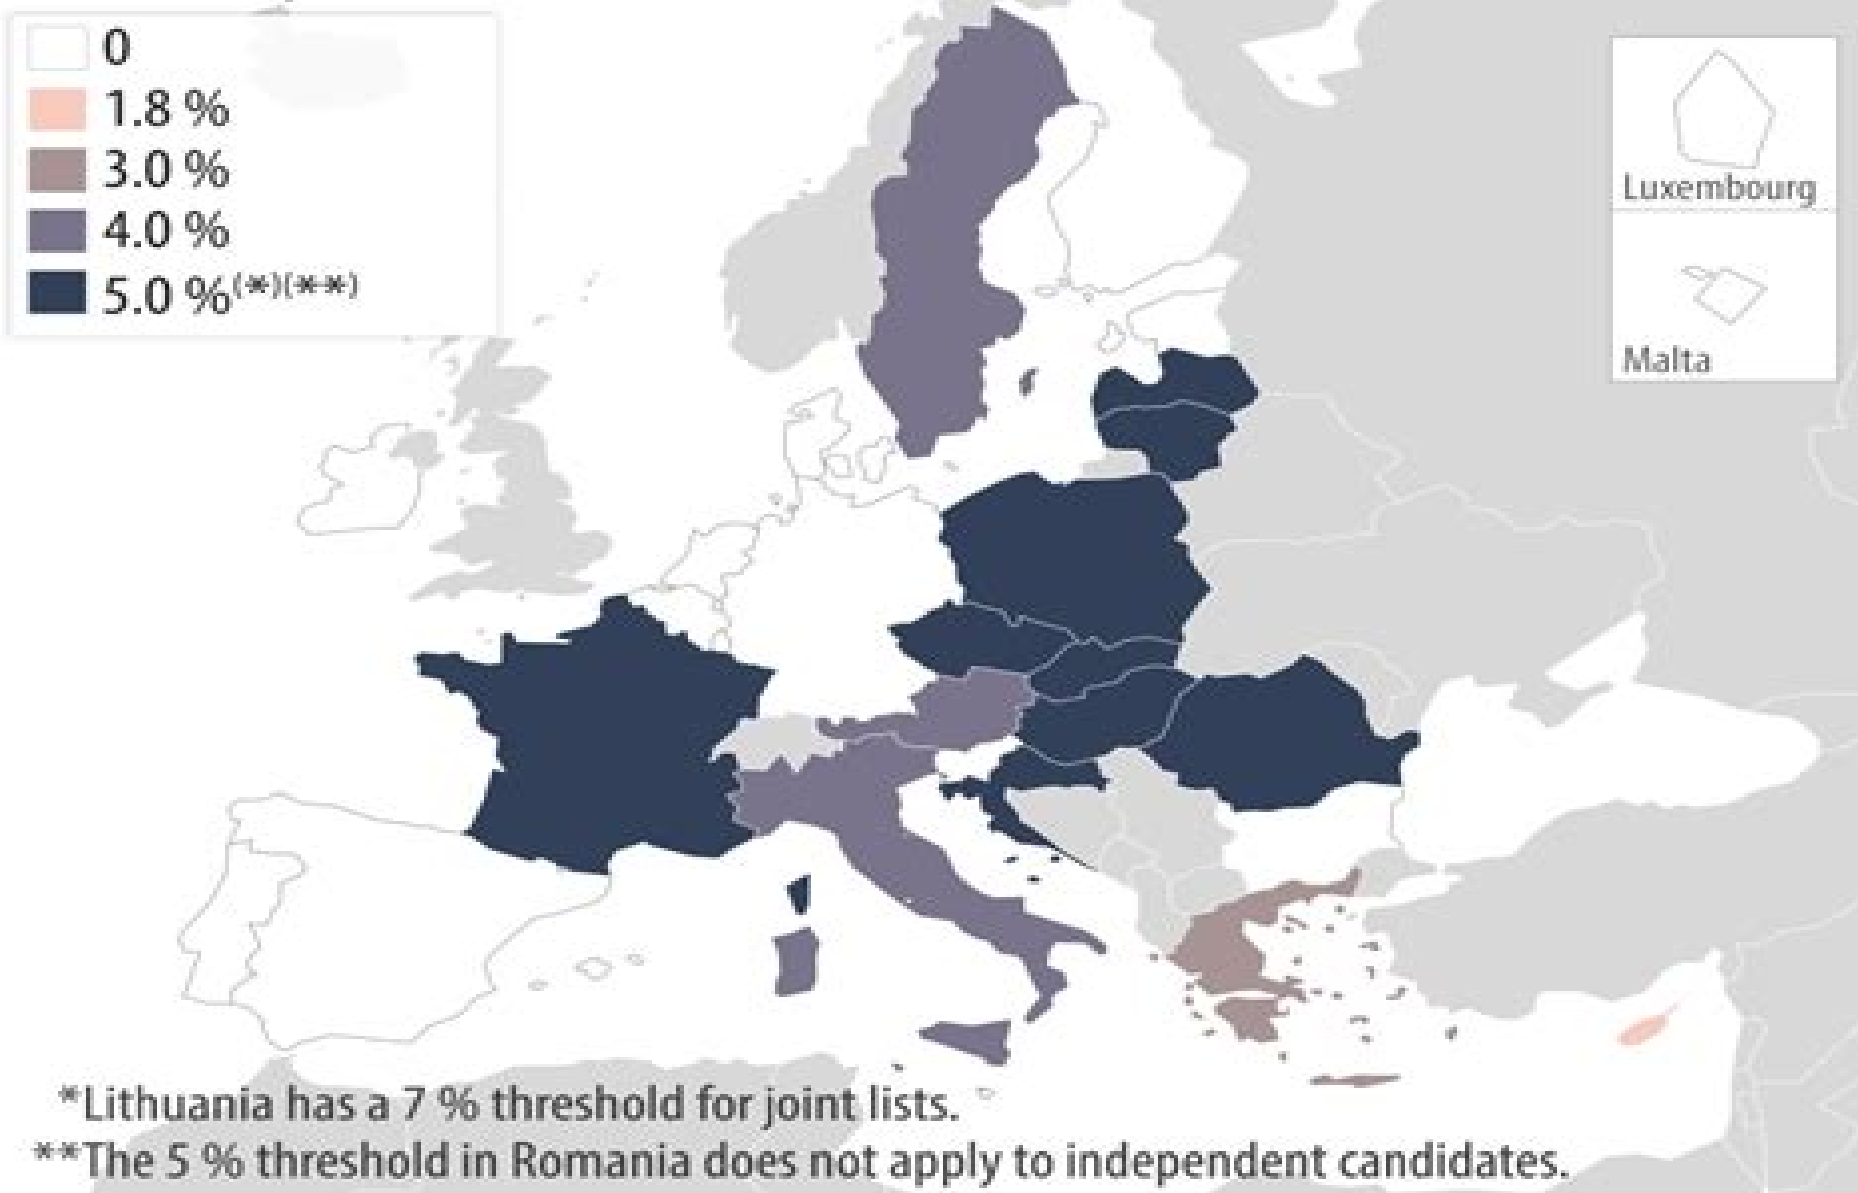 0
1.8 %
3.0 %
4.0 %
5.0 %(*)(**)
Luxembourg
Malta
*Lithuania has a 7 % threshold for joint lists.
**The 5 % threshold in Romania does not apply to independent candidates.